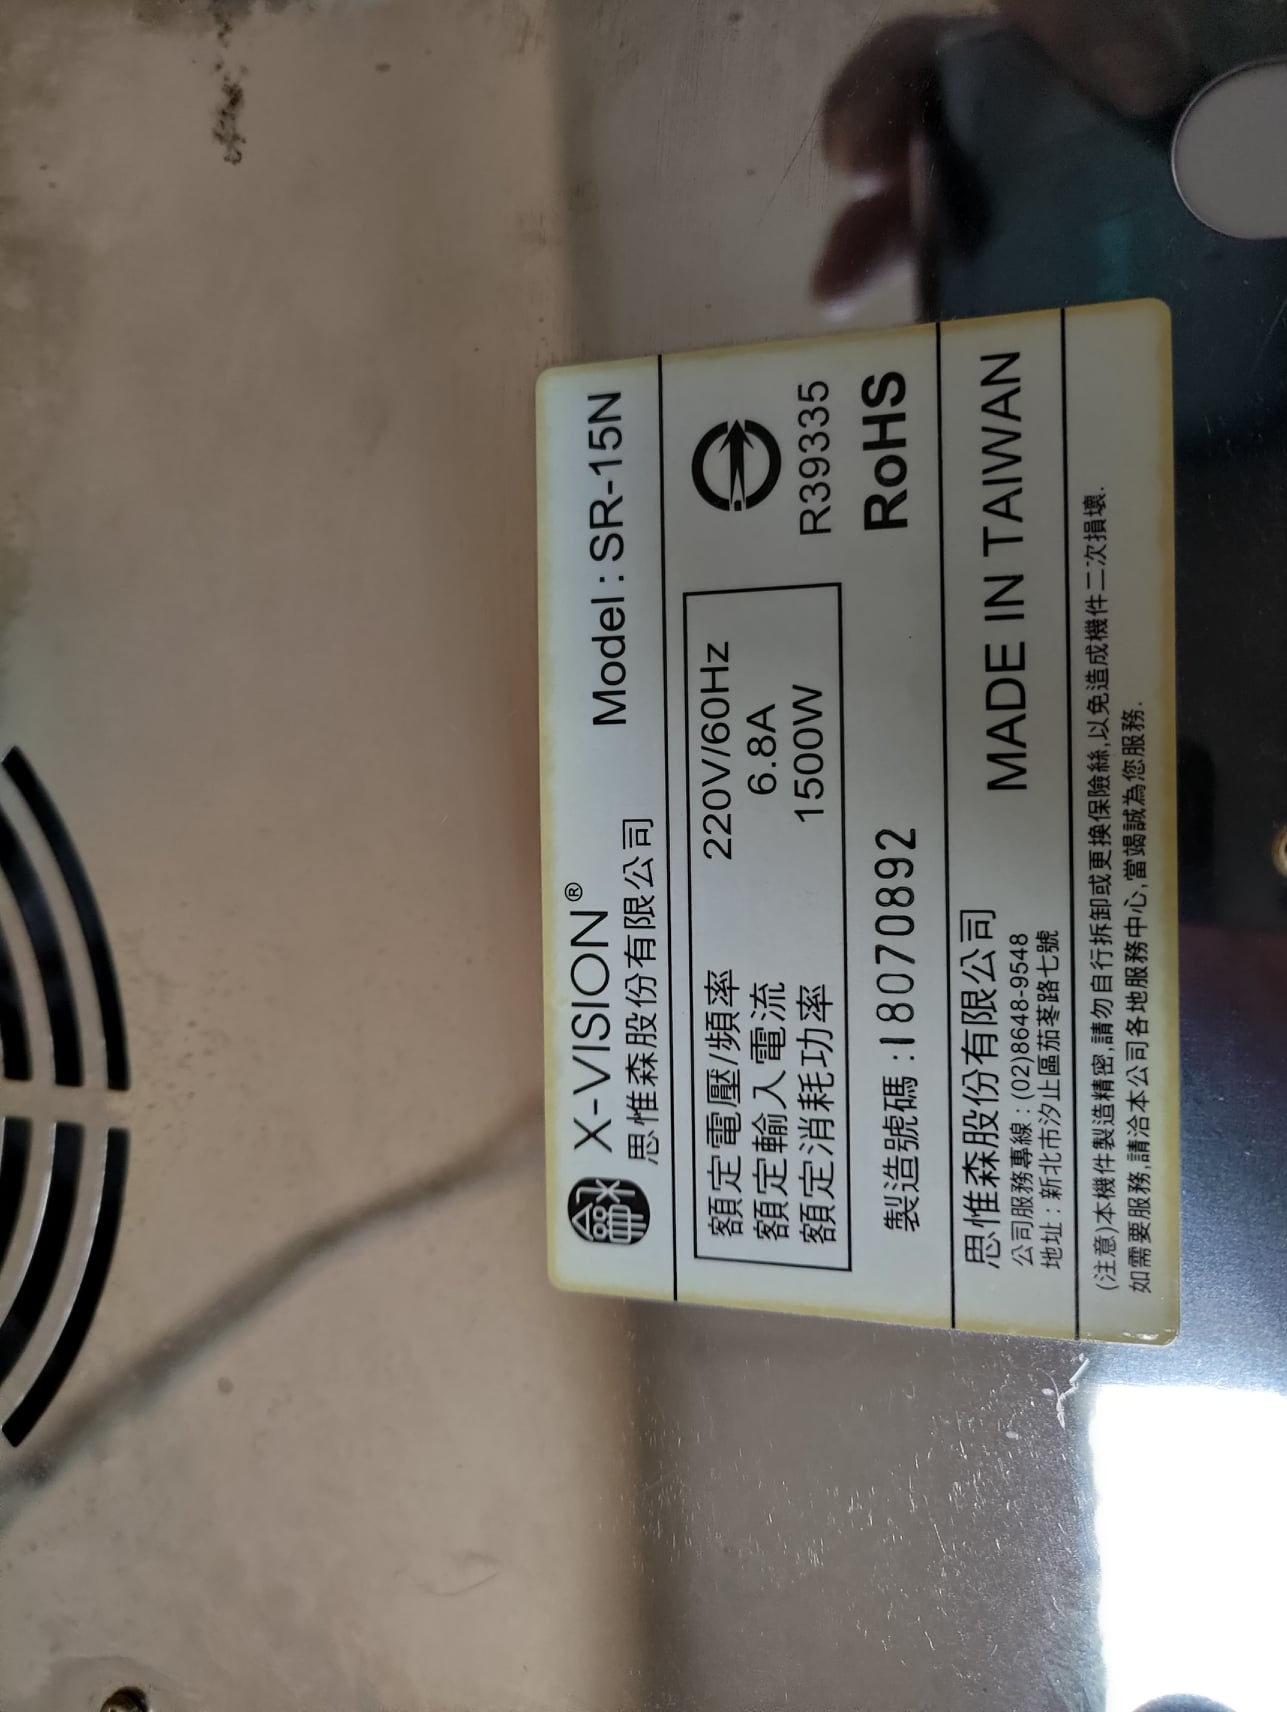 X-VISION®
思惟森股份有限公司
Model : SR-15N
額定電壓/頻率 220V/60Hz
額定輸入電流 6.8A
額定消耗功率 1500W
R39335
RoHS
製造號碼 :18070892
思惟森股份有限公司
公司服務專線 : (02)8648-9548
地址 : 新北市汐止區茄苳路七號
MADE IN TAIWAN
(注意)本機件製造精密,請勿自行拆卸或更換保險絲,以免造成機件二次損壞.
如需要服務,請洽本公司各地服務中心,當竭誠為您服務.